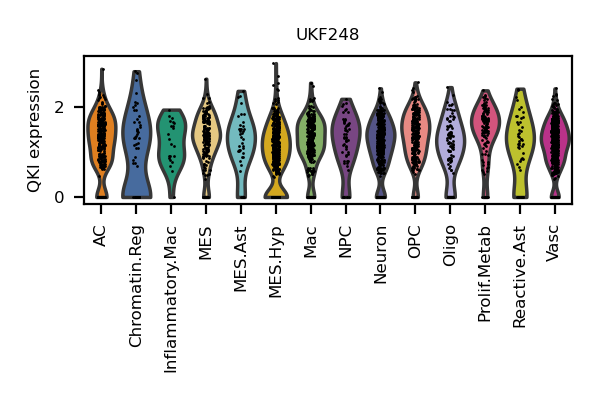 UKF248
QKI expression
2
0
AC
Chromatin.Reg
Inflammatory.Mac
MES
MES.Ast
MES.Hyp
Mac
NPC
Neuron
OPC
Oligo
Prolif.Metab
Reactive.Ast
Vasc